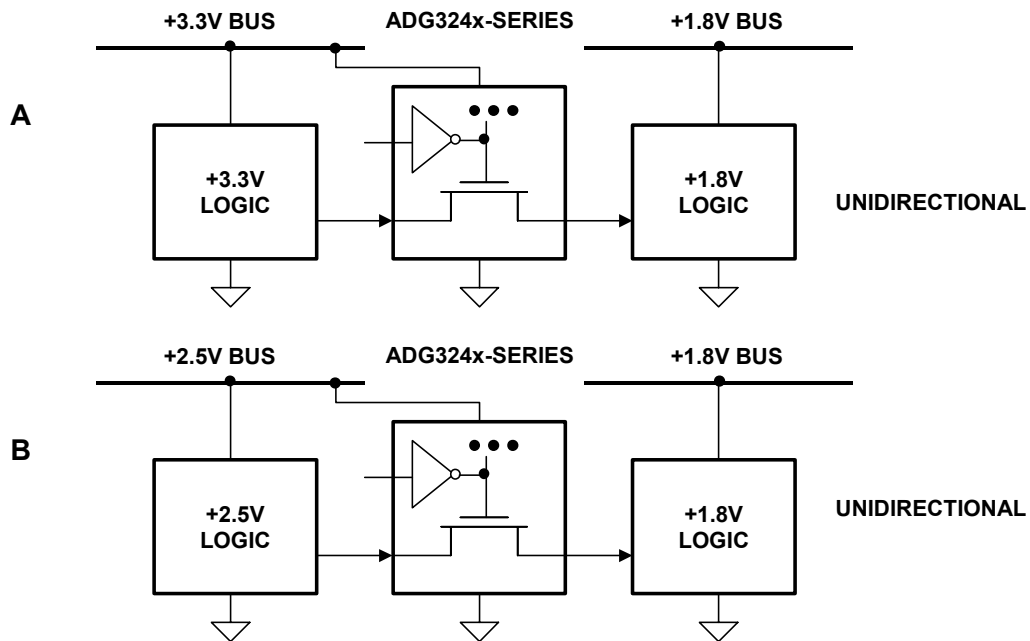 +3.3V BUS
ADG324x-SERIES
+1.8V BUS
A
+3.3V
LOGIC
+1.8V
LOGIC
UNIDIRECTIONAL
+2.5V BUS
ADG324x-SERIES
+1.8V BUS
B
+2.5V
LOGIC
+1.8V
LOGIC
UNIDIRECTIONAL